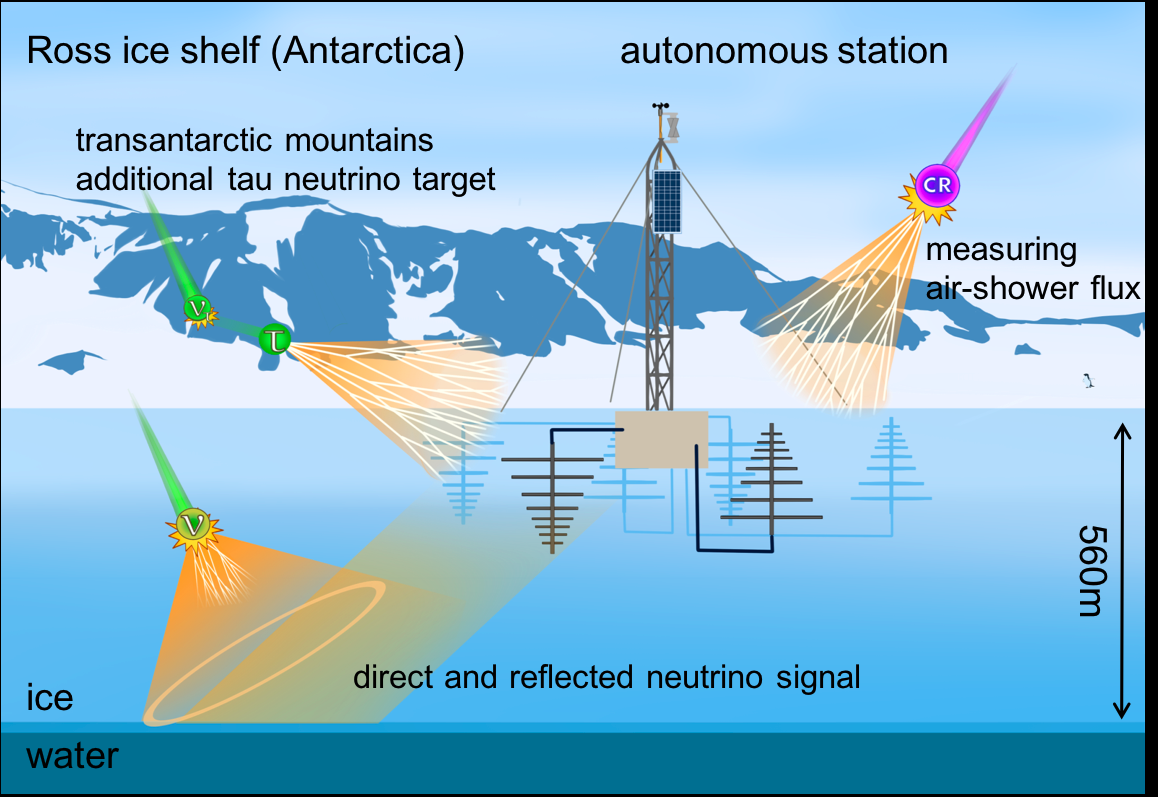 Ross ice shelf (Antarctica)
autonomous station
transantarctic mountains
additional tau neutrino target
CR
measuring
air-shower flux
ν
τ
ν
560m
direct and reflected neutrino signal
ice
water